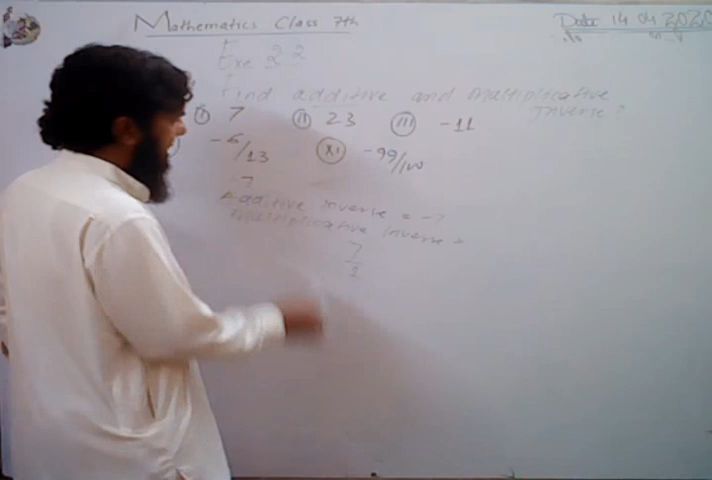 Mathematics Class 7th
Date 14 04 2020
Exe 2.2
Find additive and Multiplicative
Inverse?
(i) 7 (ii) 23 (iii) -11
-6/13 (xi) -99/100
7
Additive Inverse = -7
Multiplicative Inverse =
7
1